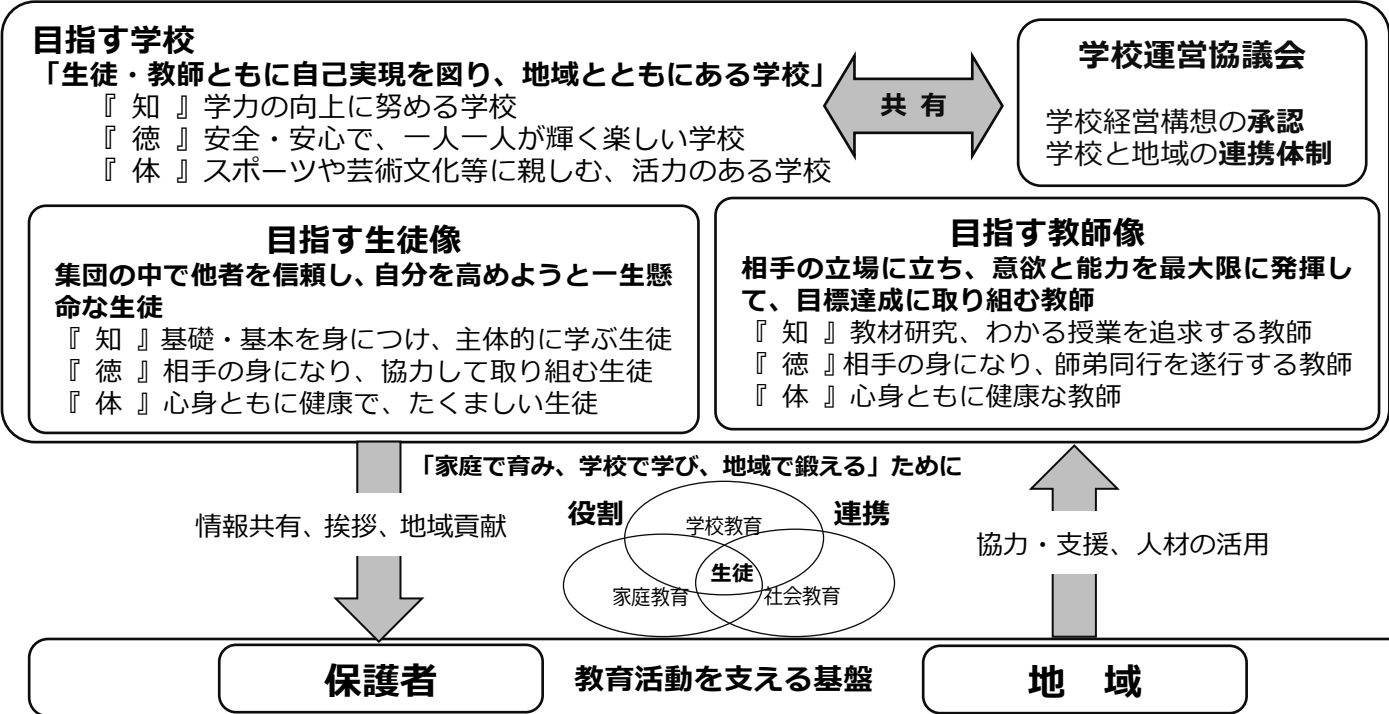 目指す学校
「生徒・教師ともに自己実現を図り、地域とともにある学校」
『 知 』学力の向上に努める学校
『 徳 』安全・安心で、一人一人が輝く楽しい学校
『 体 』スポーツや芸術文化等に親しむ、活力のある学校
共 有
学校運営協議会
学校経営構想の承認
学校と地域の連携体制
目指す生徒像
集団の中で他者を信頼し、自分を高めようと一生懸
命な生徒
『 知 』基礎・基本を身につけ、主体的に学ぶ生徒
『 徳 』相手の身になり、協力して取り組む生徒
『 体 』心身ともに健康で、たくましい生徒
目指す教師像
相手の立場に立ち、意欲と能力を最大限に発揮し
て、目標達成に取り組む教師
『 知 』教材研究、わかる授業を追求する教師
『 徳 』相手の身になり、師弟同行を遂行する教師
『 体 』心身ともに健康な教師
「家庭で育み、学校で学び、地域で鍛える」ために
情報共有、挨拶、地域貢献
役割
連携
学校教育
生徒
家庭教育
社会教育
協力・支援、人材の活用
保護者
教育活動を支える基盤
地 域